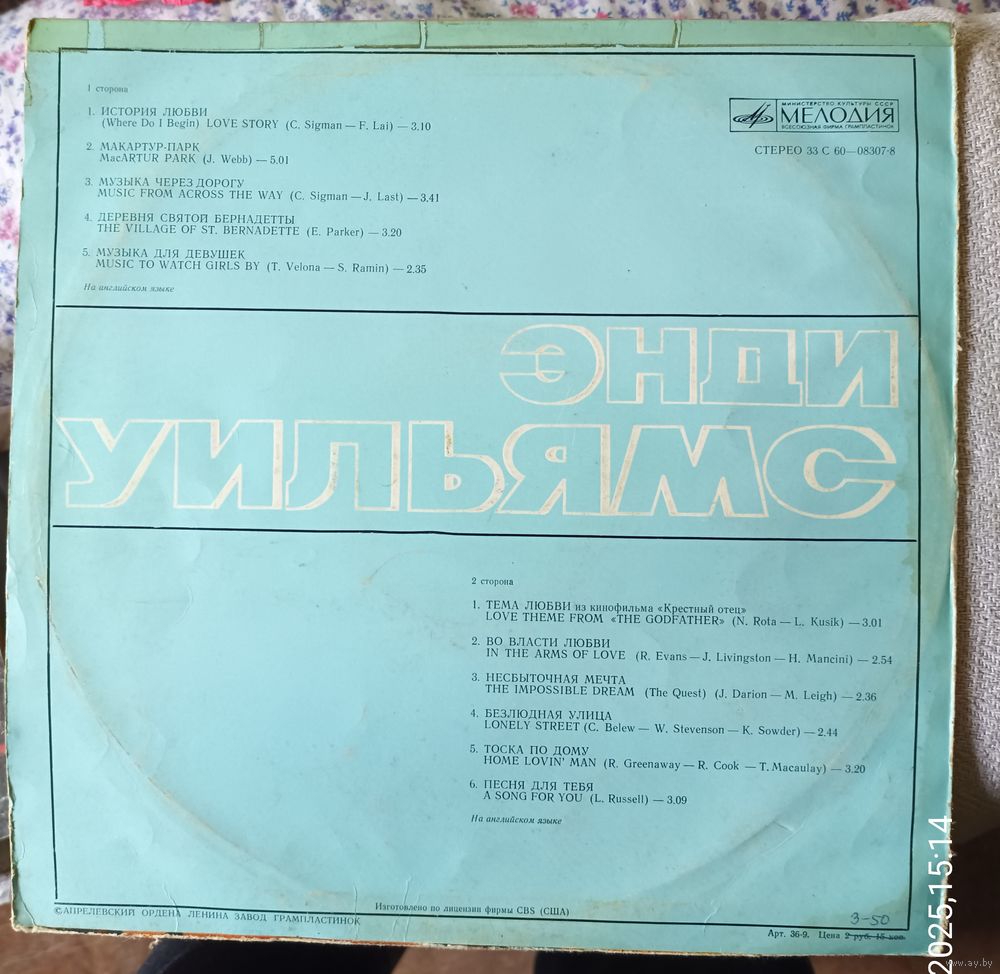 1 сторона
1. ИСТОРИЯ ЛЮБВИ
(Where Do I Begin) LOVE STORY (C. Sigman — F. Lai) — 3.10
2. МАКАРТУР-ПАРК
MacARTUR PARK (J. Webb) — 5.01
3. МУЗЫКА ЧЕРЕЗ ДОРОГУ
MUSIC FROM ACROSS THE WAY (C. Sigman — J. Last) — 3.41
4. ДЕРЕВНЯ СВЯТОЙ БЕРНАДЕТТЫ
THE VILLAGE OF ST. BERNADETTE (E. Parker) — 3.20
5. МУЗЫКА ДЛЯ ДЕВУШЕК
MUSIC TO WATCH GIRLS BY (T. Velona — S. Ramin) — 2.35
На английском языке
МИНИСТЕРСТВО КУЛЬТУРЫ СССР
МЕЛОДИЯ
ВСЕСОЮЗНАЯ ФИРМА ГРАМПЛАСТИНОК
СТЕРЕО 33 С 60—08307-8
ЭНДИ
УИЛЬЯМС
2 сторона
1. ТЕМА ЛЮБВИ из кинофильма «Крестный отец»
LOVE THEME FROM «THE GODFATHER» (N. Rota — L. Kusik) — 3.01
2. ВО ВЛАСТИ ЛЮБВИ
IN THE ARMS OF LOVE (R. Evans — J. Livingston — H. Mancini) — 2.54
3. НЕСБЫТОЧНАЯ МЕЧТА
THE IMPOSSIBLE DREAM (The Quest) (J. Darion — M. Leigh) — 2.36
4. БЕЗЛЮДНАЯ УЛИЦА
LONELY STREET (C. Belew — W. Stevenson — K. Sowder) — 2.44
5. ТОСКА ПО ДОМУ
HOME LOVIN' MAN (R. Greenaway — R. Cook — T. Macaulay) — 3.20
6. ПЕСНЯ ДЛЯ ТЕБЯ
A SONG FOR YOU (L. Russell) — 3.09
На английском языке
Изготовлено по лицензии фирмы CBS (США)
©АПРЕЛЕВСКИЙ ОРДЕНА ЛЕНИНА ЗАВОД ГРАМПЛАСТИНОК
3-50
Арт. 36-9. Цена 2 руб. 15 коп.
2025,15:14
www.ay.by